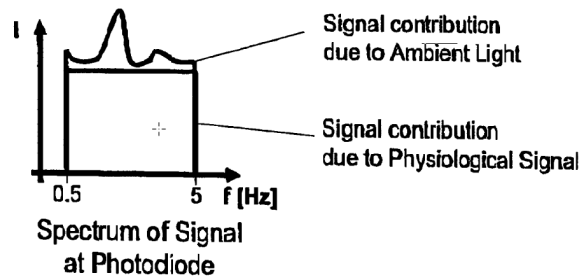 I
Signal contribution
due to Ambient Light
Signal contribution
due to Physiological Signal
0.5
5
f [Hz]
Spectrum of Signal
at Photodiode